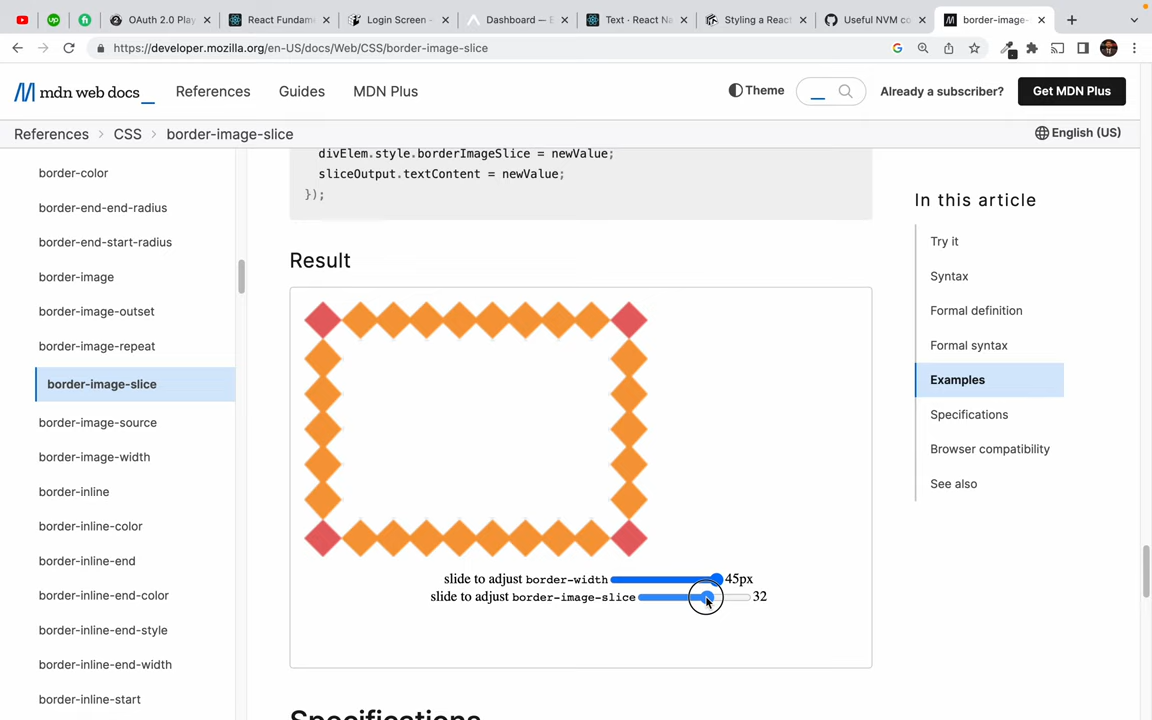 OAuth 2.0 Play
React Fundam
Login Screen -
Dashboard — E
Text · React Na
Styling a React
Useful NVM co
border-image-
https://developer.mozilla.org/en-US/docs/Web/CSS/border-image-slice
mdn web docs_
References
Guides
MDN Plus
Theme
Already a subscriber?
Get MDN Plus
References > CSS > border-image-slice
English (US)
border-color
border-end-end-radius
border-end-start-radius
border-image
border-image-outset
border-image-repeat
border-image-slice
border-image-source
border-image-width
border-inline
border-inline-color
border-inline-end
border-inline-end-color
border-inline-end-style
border-inline-end-width
border-inline-start
divElem.style.borderImageSlice = newValue;
sliceOutput.textContent = newValue;
});
Result
slide to adjust border-width 45px
slide to adjust border-image-slice 32
Specifications
In this article
Try it
Syntax
Formal definition
Formal syntax
Examples
Specifications
Browser compatibility
See also